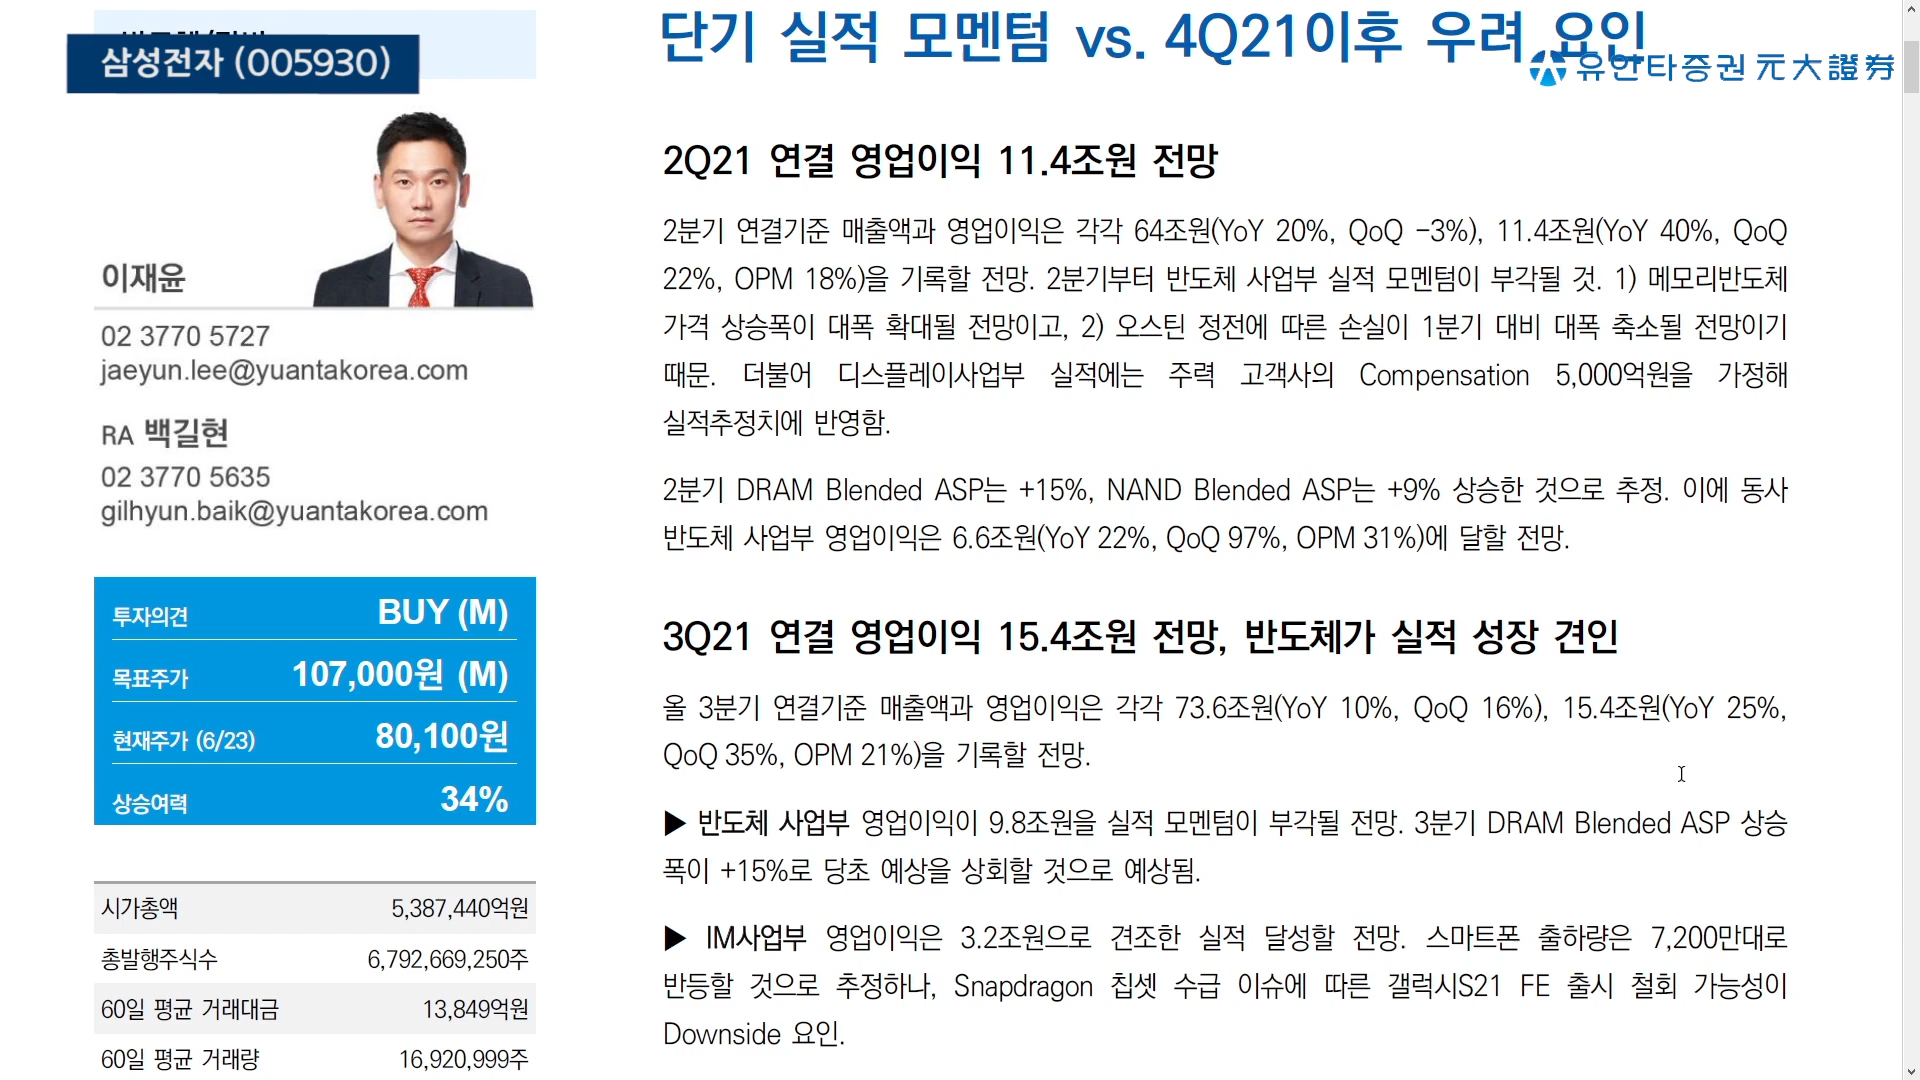 삼성전자 (005930)
이재윤
02 3770 5727
jaeyun.lee@yuantakorea.com
RA 백길현
02 3770 5635
gilhyun.baik@yuantakorea.com
투자의견 BUY (M)
목표주가 107,000원 (M)
현재주가 (6/23) 80,100원
상승여력 34%
시가총액 5,387,440억원
총발행주식수 6,792,669,250주
60일 평균 거래대금 13,849억원
60일 평균 거래량 16,920,999주
단기 실적 모멘텀 vs. 4Q21이후 우려 요인
유안타증권 元大證券
2Q21 연결 영업이익 11.4조원 전망
2분기 연결기준 매출액과 영업이익은 각각 64조원(YoY 20%, QoQ -3%), 11.4조원(YoY 40%, QoQ
22%, OPM 18%)을 기록할 전망. 2분기부터 반도체 사업부 실적 모멘텀이 부각될 것. 1) 메모리반도체
가격 상승폭이 대폭 확대될 전망이고, 2) 오스틴 정전에 따른 손실이 1분기 대비 대폭 축소될 전망이기
때문. 더불어 디스플레이사업부 실적에는 주력 고객사의 Compensation 5,000억원을 가정해
실적추정치에 반영함.
2분기 DRAM Blended ASP는 +15%, NAND Blended ASP는 +9% 상승한 것으로 추정. 이에 동사
반도체 사업부 영업이익은 6.6조원(YoY 22%, QoQ 97%, OPM 31%)에 달할 전망.
3Q21 연결 영업이익 15.4조원 전망, 반도체가 실적 성장 견인
올 3분기 연결기준 매출액과 영업이익은 각각 73.6조원(YoY 10%, QoQ 16%), 15.4조원(YoY 25%,
QoQ 35%, OPM 21%)을 기록할 전망.
▶ 반도체 사업부 영업이익이 9.8조원을 실적 모멘텀이 부각될 전망. 3분기 DRAM Blended ASP 상승
폭이 +15%로 당초 예상을 상회할 것으로 예상됨.
▶ IM사업부 영업이익은 3.2조원으로 견조한 실적 달성할 전망. 스마트폰 출하량은 7,200만대로
반등할 것으로 추정하나, Snapdragon 칩셋 수급 이슈에 따른 갤럭시S21 FE 출시 철회 가능성이
Downside 요인.